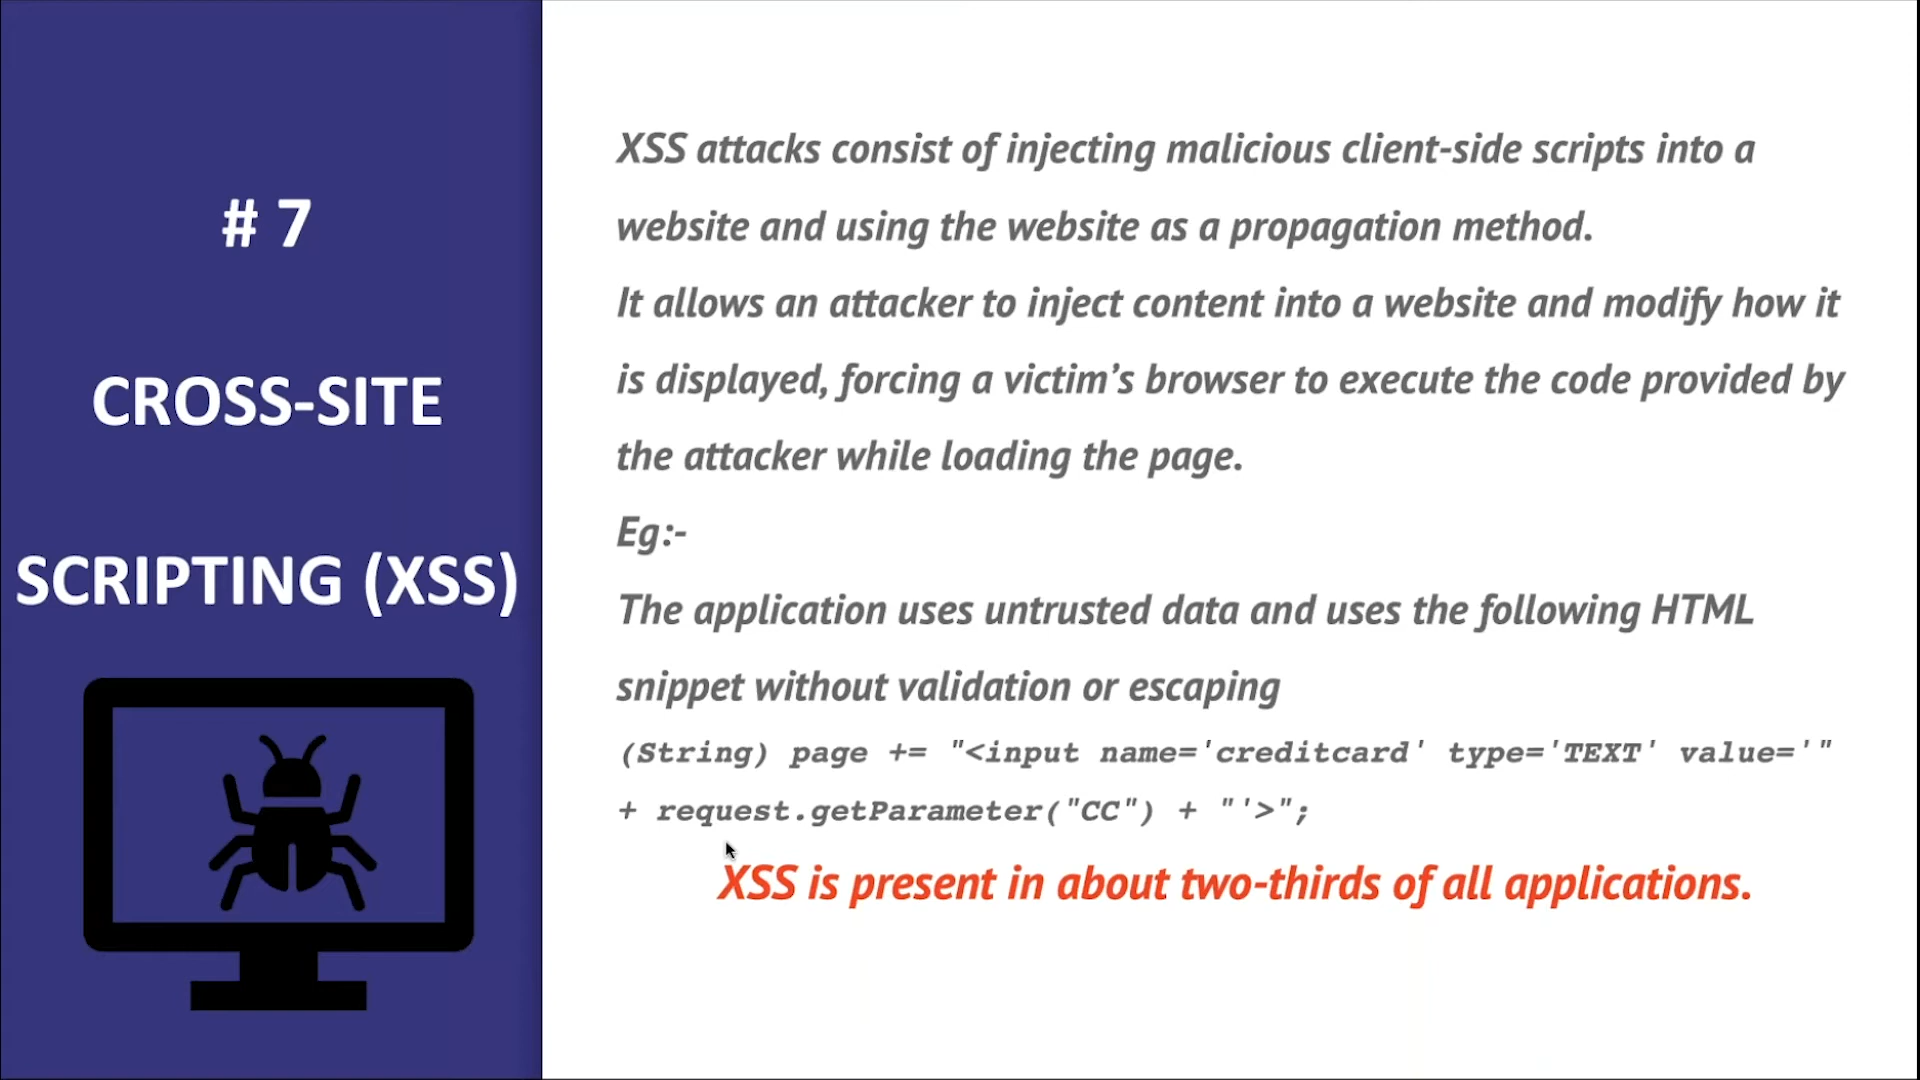 # 7
CROSS-SITE
SCRIPTING (XSS)
XSS attacks consist of injecting malicious client-side scripts into a
website and using the website as a propagation method.
It allows an attacker to inject content into a website and modify how it
is displayed, forcing a victim’s browser to execute the code provided by
the attacker while loading the page.
Eg:-
The application uses untrusted data and uses the following HTML
snippet without validation or escaping
(String) page += "<input name='creditcard' type='TEXT' value='"
+ request.getParameter("CC") + "'>";
XSS is present in about two-thirds of all applications.